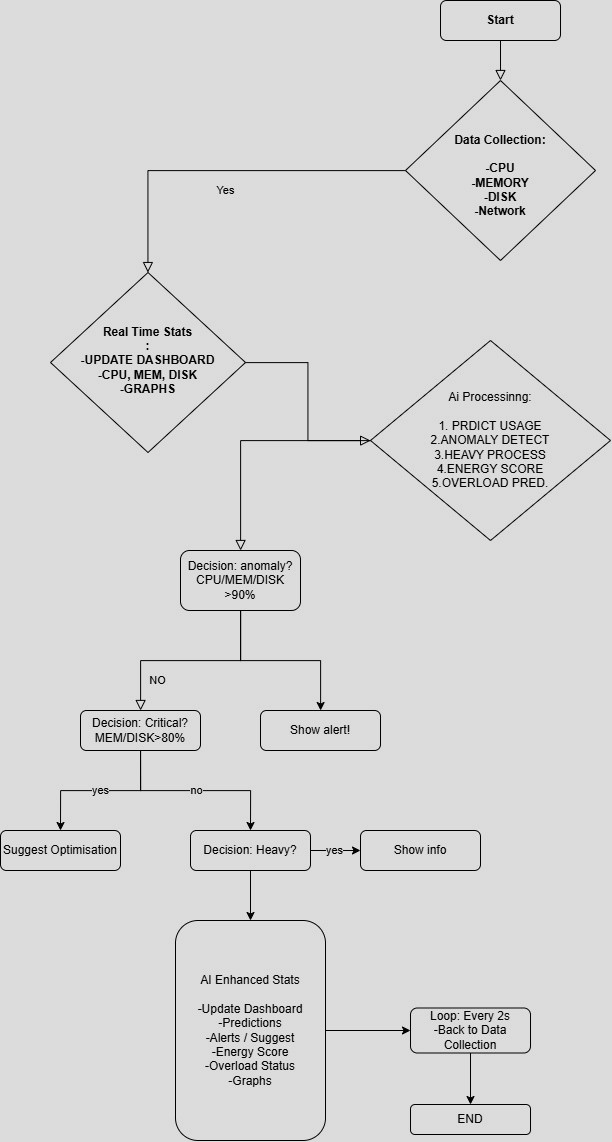 Start
Data Collection:
-CPU
-MEMORY
-DISK
-Network
Yes
Real Time Stats
:
-UPDATE DASHBOARD
-CPU, MEM, DISK
-GRAPHS
Ai Processinng:
1. PRDICT USAGE
2.ANOMALY DETECT
3.HEAVY PROCESS
4.ENERGY SCORE
5.OVERLOAD PRED.
Decision: anomaly?
CPU/MEM/DISK
>90%
NO
Decision: Critical?
MEM/DISK>80%
Show alert!
yes
no
Suggest Optimisation
Decision: Heavy?
yes
Show info
AI Enhanced Stats
-Update Dashboard
-Predictions
-Alerts / Suggest
-Energy Score
-Overload Status
-Graphs
Loop: Every 2s
-Back to Data
Collection
END